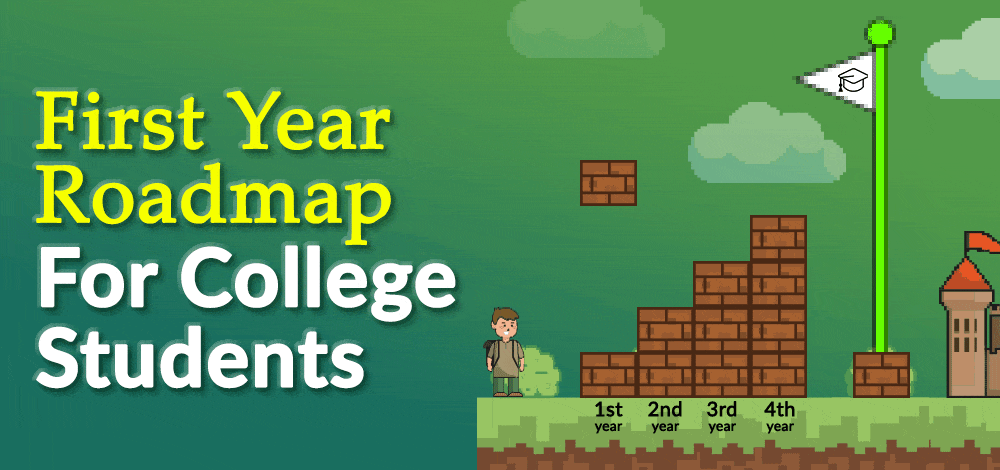 First Year
Roadmap
For College
Students
1st 2nd 3rd 4th
year year year year